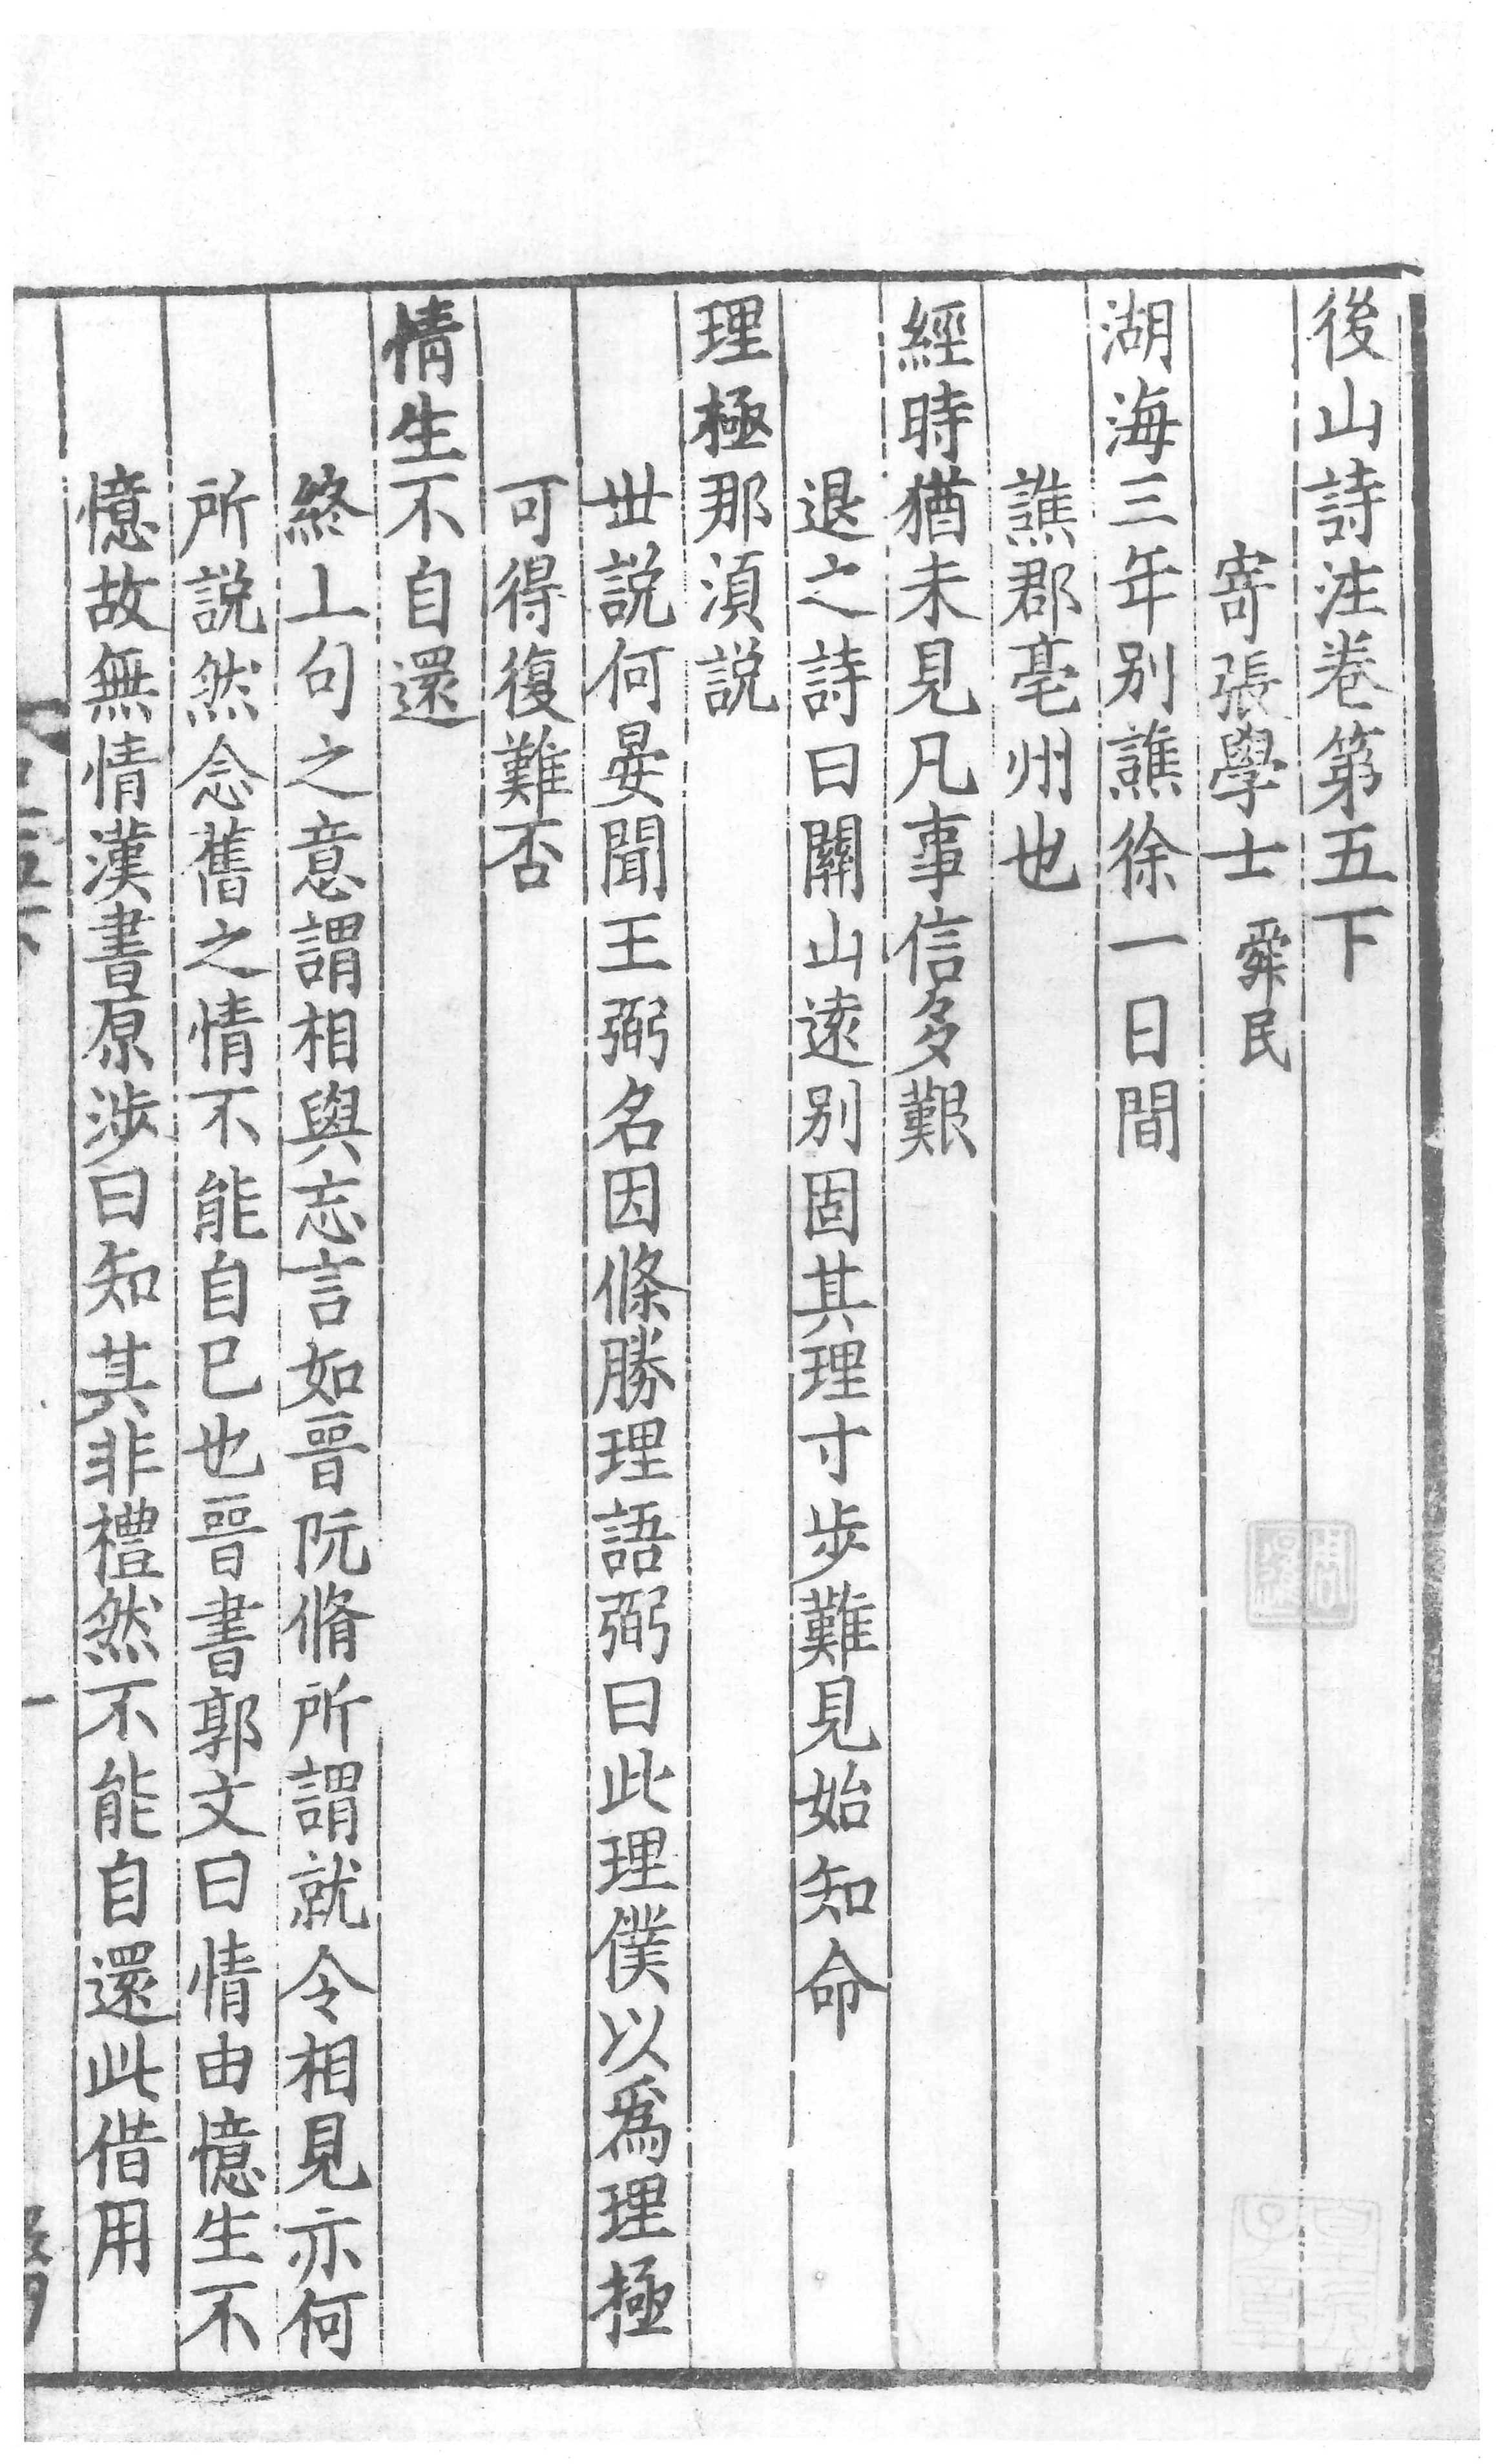 後山詩注卷第五下
寄張學士 舜民
湖海三年别譙徐一日間
譙郡亳州也
經時猶未見凡事信多艱
退之詩曰關山遠别固其理寸步難見始知命
理極那湏説
世説何晏聞王弼名因條勝理語弼曰此理僕以爲理極
可得復難否
情生不自還
終上句之意謂相與忘言如晉阮脩所謂就令相見亦何
所説然念舊之情不能自已也晉書郭文曰情由憶生不
憶故無情漢書原涉曰知其非禮然不能自還此借用